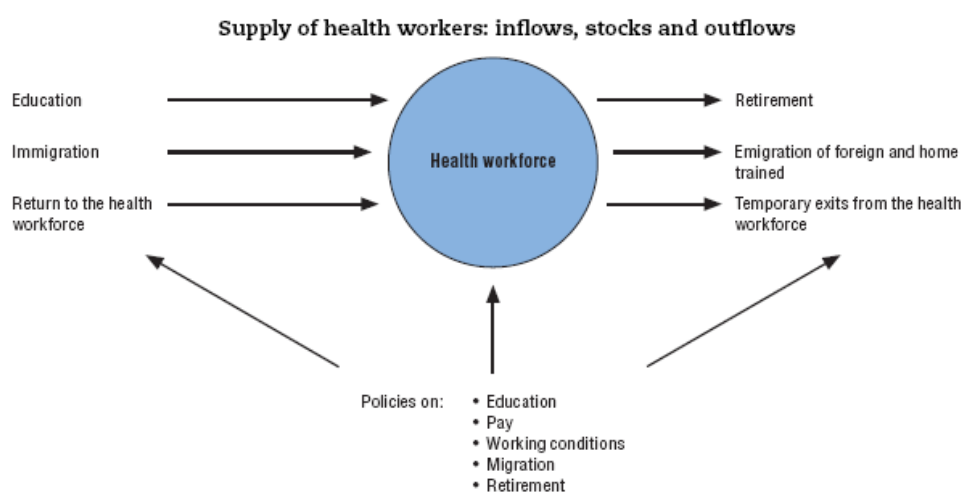 Supply of health workers: inflows, stocks and outflows
Education
Retirement
Immigration
Health workforce
Emigration of foreign and home
trained
Return to the health
workforce
Temporary exits from the health
workforce
Policies on:
• Education
• Pay
• Working conditions
• Migration
• Retirement